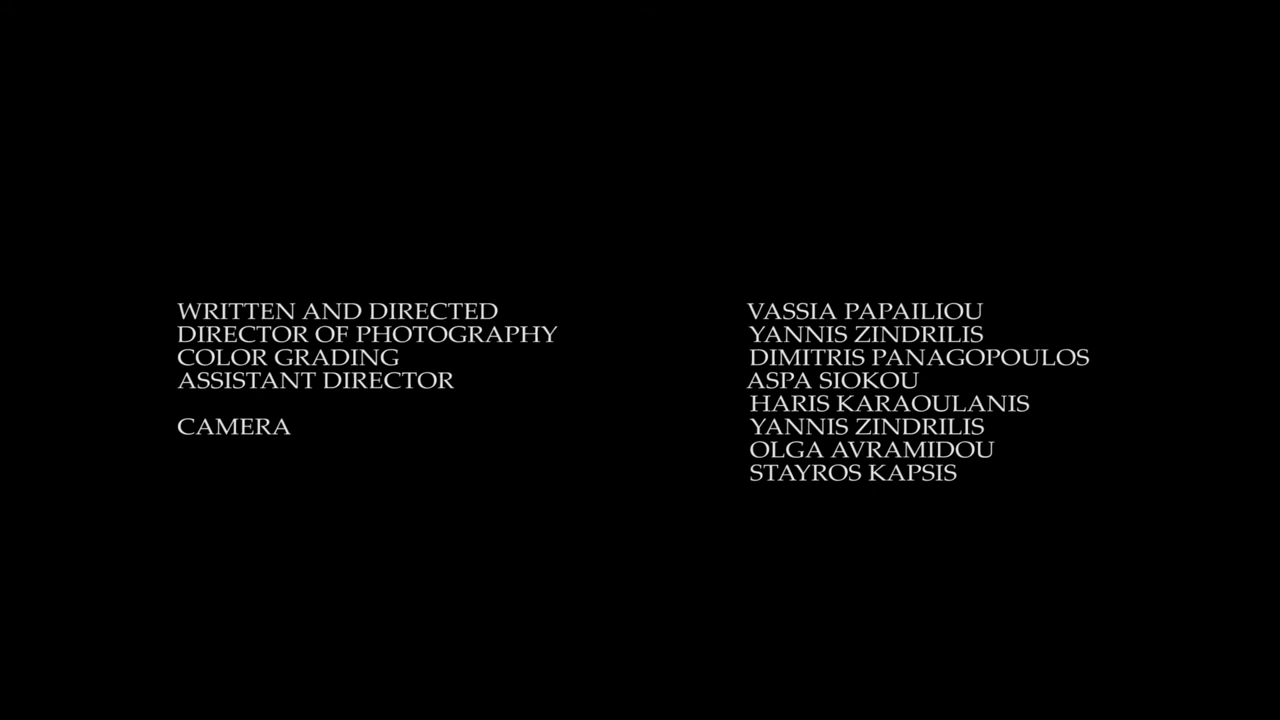 WRITTEN AND DIRECTED VASSIA PAPAILIOU
DIRECTOR OF PHOTOGRAPHY YANNIS ZINDRILIS
COLOR GRADING DIMITRIS PANAGOPOULOS
ASSISTANT DIRECTOR ASPA SIOKOU
HARIS KARAOULANIS
CAMERA YANNIS ZINDRILIS
OLGA AVRAMIDOU
STAYROS KAPSIS